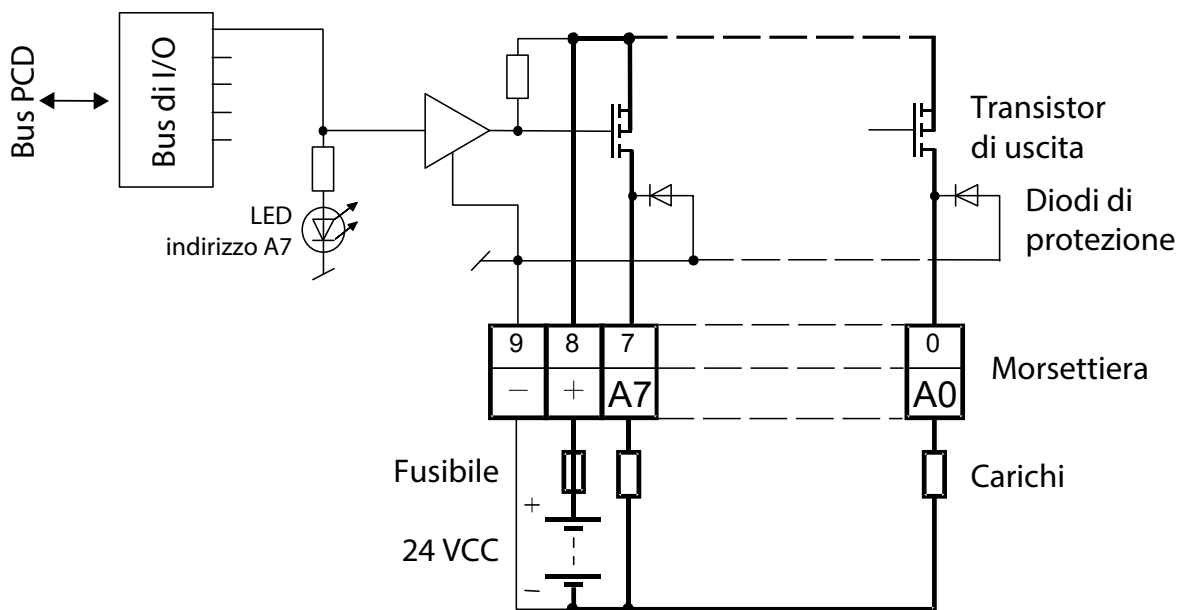 Bus PCD
Bus di I/O
LED
indirizzo A7
Transistor
di uscita
Diodi di
protezione
9 8 7 0
− + A7 A0
Morsettiera
Fusibile
Carichi
+
24 VCC
−